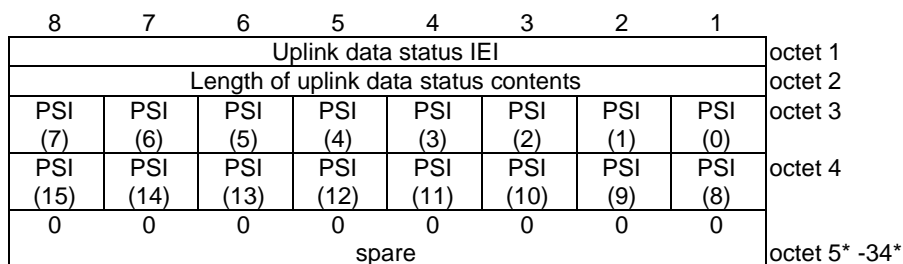 8 7 6 5 4 3 2 1
Uplink data status IEI octet 1
Length of uplink data status contents octet 2
PSI PSI PSI PSI PSI PSI PSI PSI octet 3
(7) (6) (5) (4) (3) (2) (1) (0)
PSI PSI PSI PSI PSI PSI PSI PSI octet 4
(15) (14) (13) (12) (11) (10) (9) (8)
0 0 0 0 0 0 0 0
spare octet 5* -34*